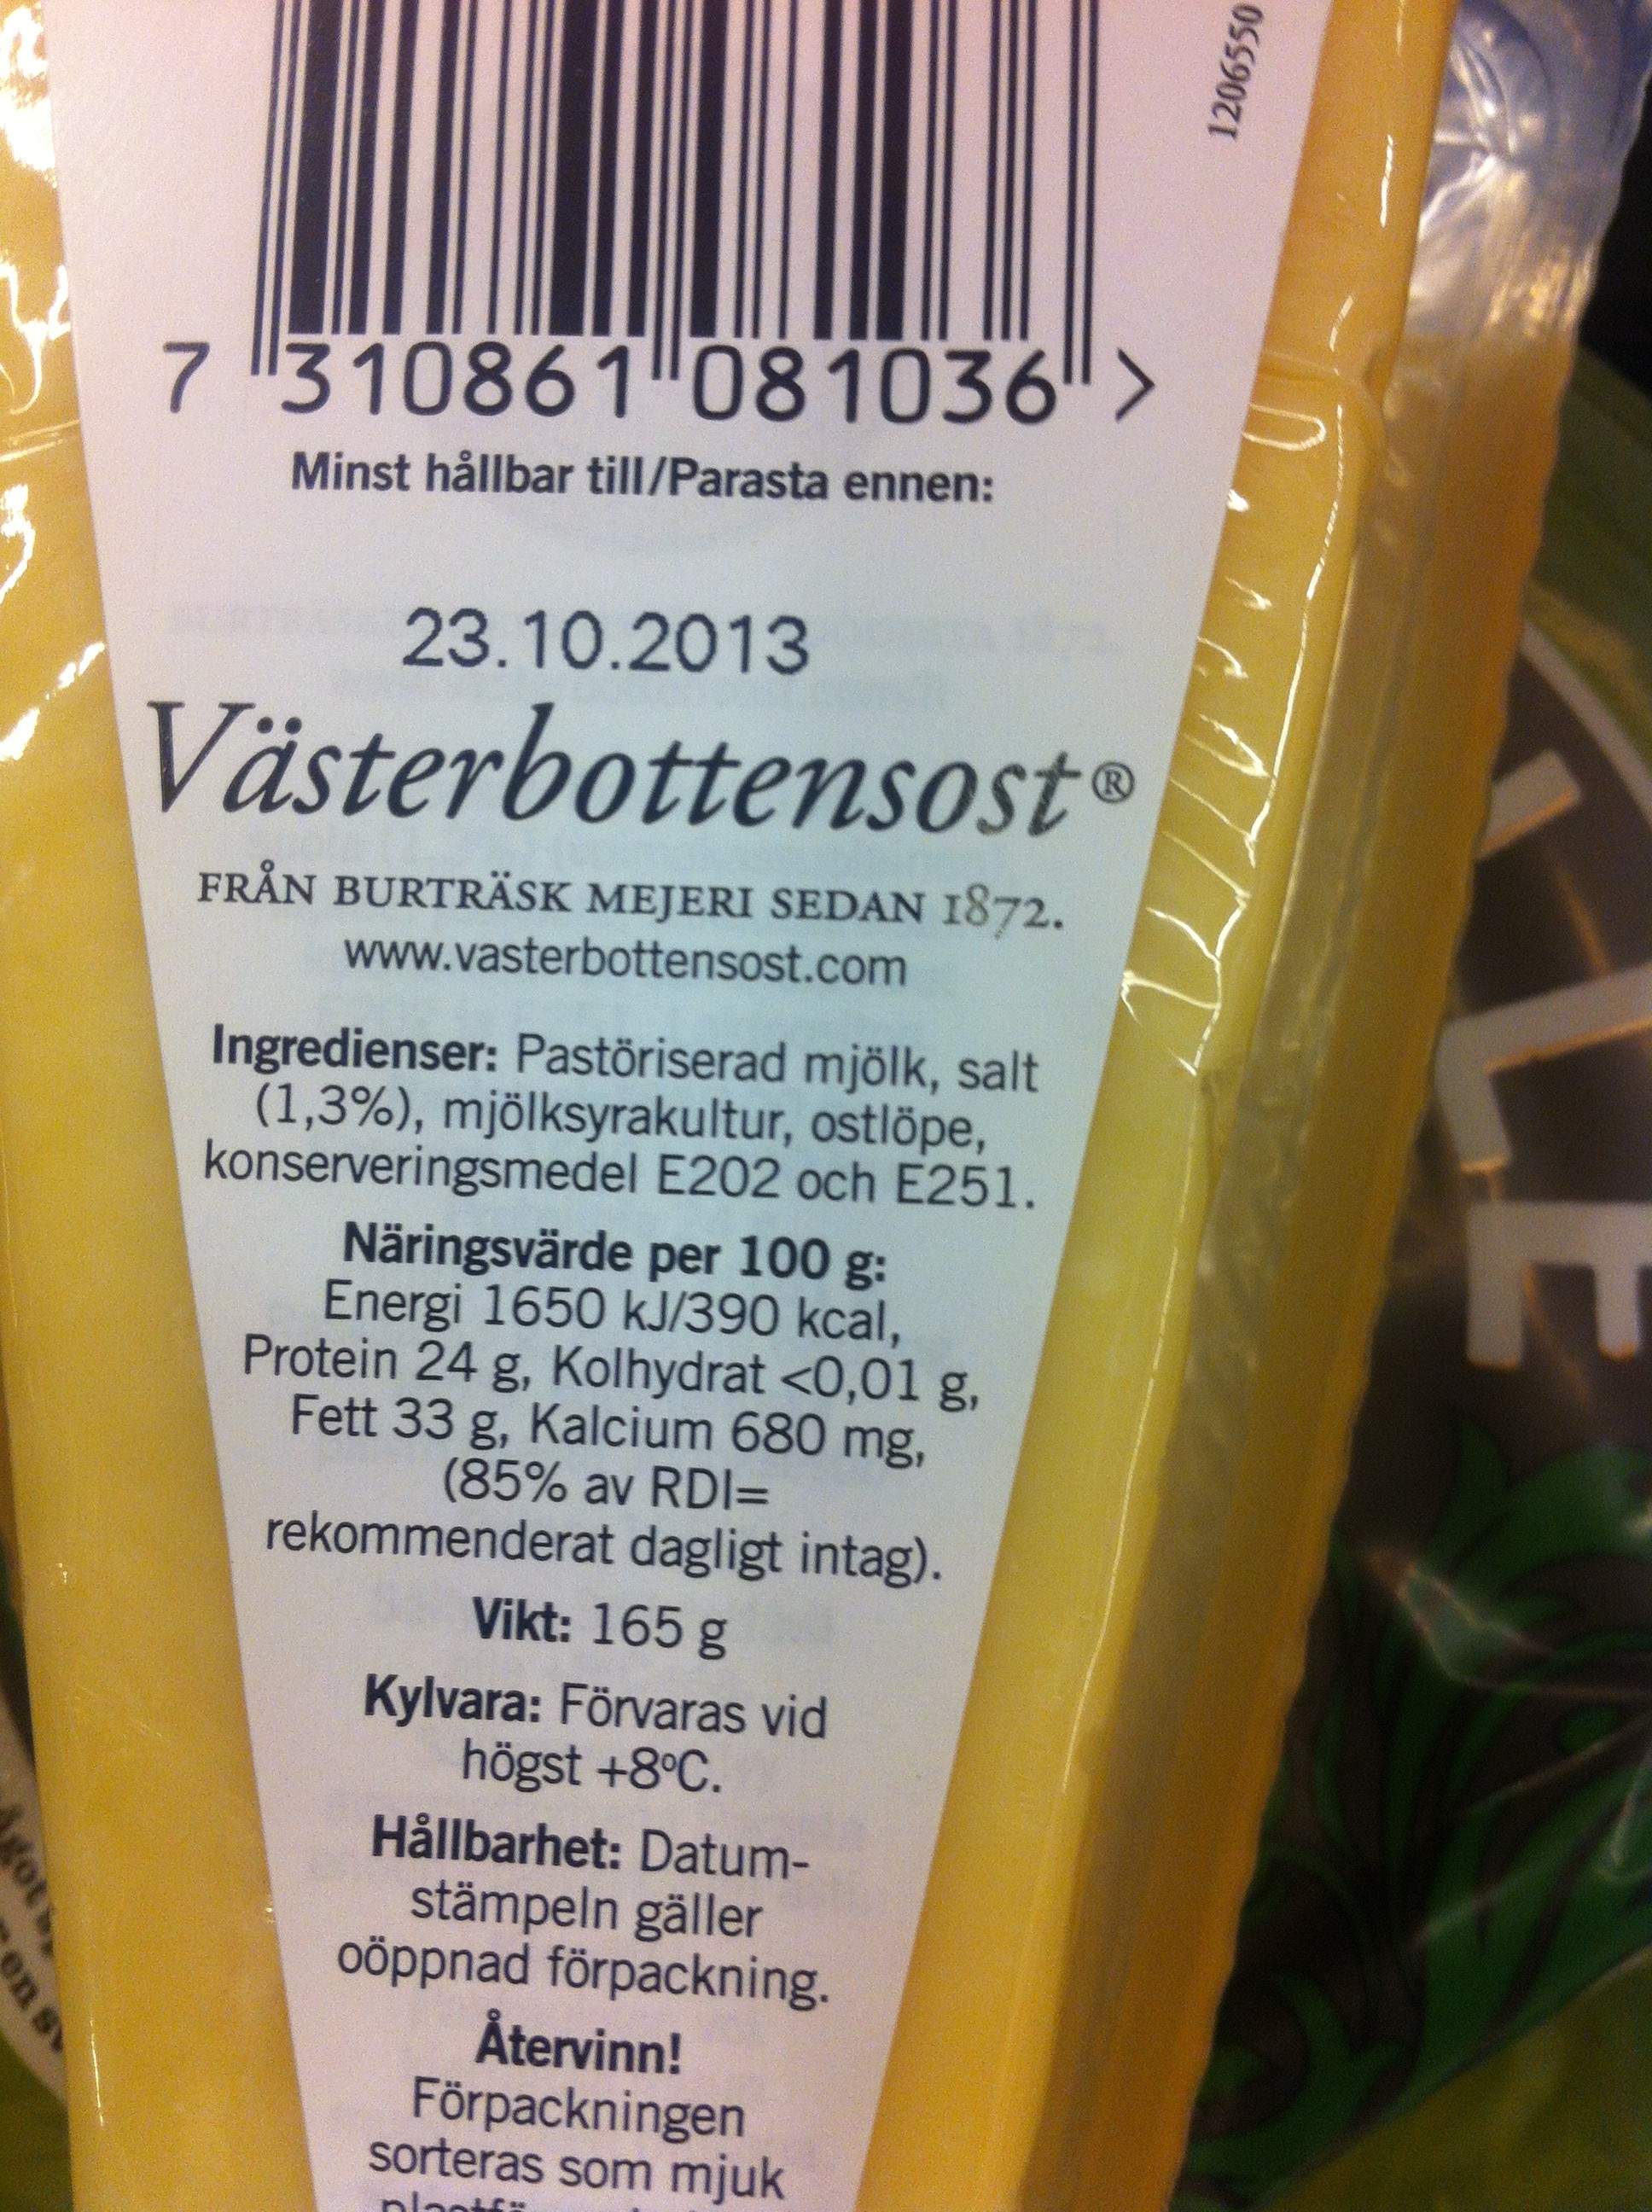 1206550
7 310861 081036 >
Minst hållbar till/Parasta ennen:
23.10.2013
Västerbottensost®
FRÅN BURTRÄSK MEJERI SEDAN 1872.
www.vasterbottensost.com
Ingredienser: Pastöriserad mjölk, salt
(1,3%), mjölksyrakultur, ostlöpe,
konserveringsmedel E202 och E251.
Näringsvärde per 100 g:
Energi 1650 kJ/390 kcal,
Protein 24 g, Kolhydrat <0,01 g,
Fett 33 g, Kalcium 680 mg,
(85% av RDI=
rekommenderat dagligt intag).
Vikt: 165 g
Kylvara: Förvaras vid
högst +8ºC.
Hållbarhet: Datum-
stämpeln gäller
oöppnad förpackning.
Återvinn!
Förpackningen
sorteras som mjuk